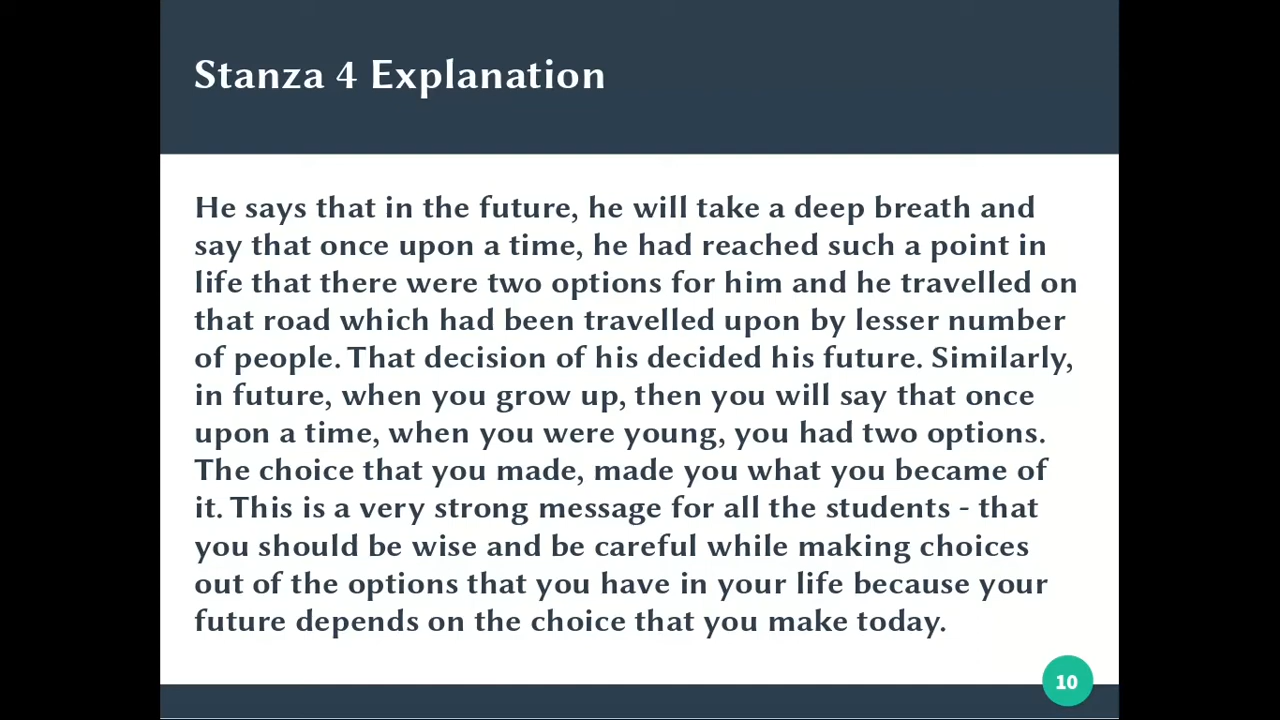 Stanza 4 Explanation
He says that in the future, he will take a deep breath and
say that once upon a time, he had reached such a point in
life that there were two options for him and he travelled on
that road which had been travelled upon by lesser number
of people. That decision of his decided his future. Similarly,
in future, when you grow up, then you will say that once
upon a time, when you were young, you had two options.
The choice that you made, made you what you became of
it. This is a very strong message for all the students - that
you should be wise and be careful while making choices
out of the options that you have in your life because your
future depends on the choice that you make today.
10